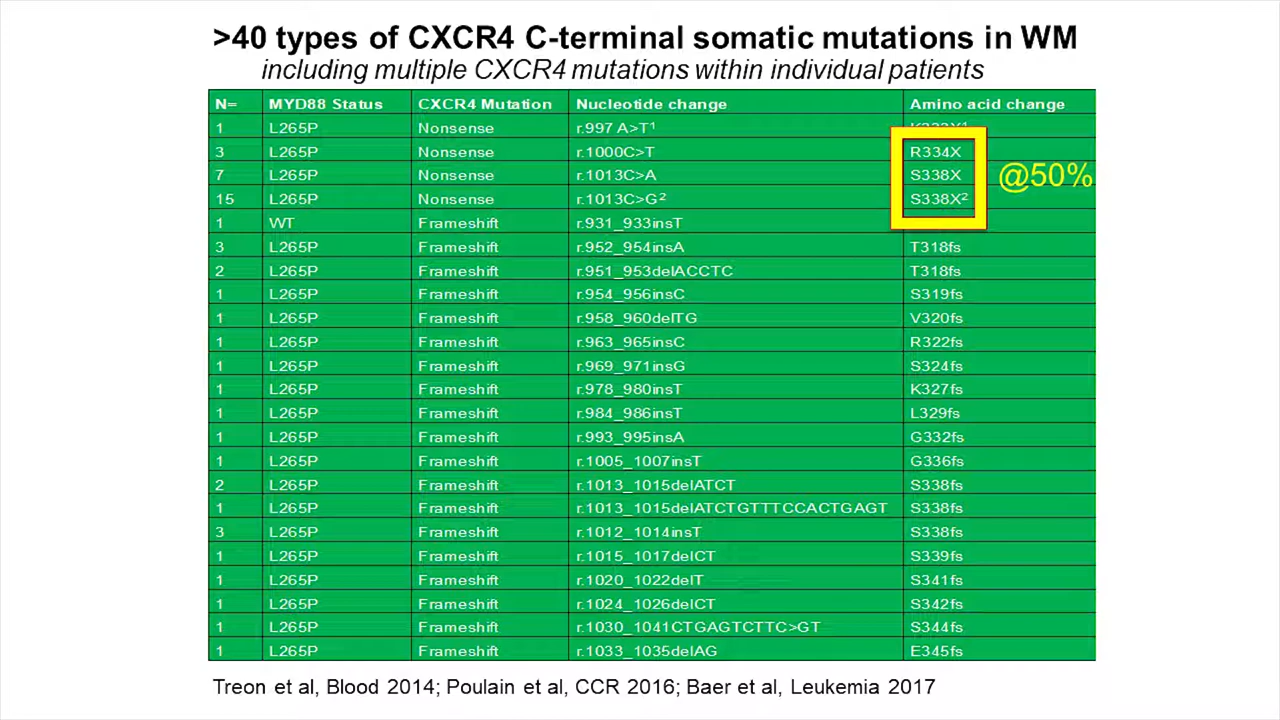 >40 types of CXCR4 C-terminal somatic mutations in WM
including multiple CXCR4 mutations within individual patients
N= MYD88 Status CXCR4 Mutation Nucleotide change Amino acid change
1 L265P Nonsense r.997 A>T¹
3 L265P Nonsense r.1000C>T R334X
7 L265P Nonsense r.1013C>A S338X
@50%
15 L265P Nonsense r.1013C>G² S338X²
1 WT Frameshift r.931_933insT
3 L265P Frameshift r.952_954insA T318fs
2 L265P Frameshift r.951_953delACCTC T318fs
1 L265P Frameshift r.954_956insC S319fs
1 L265P Frameshift r.958_960delTG V320fs
1 L265P Frameshift r.963_965insC R322fs
1 L265P Frameshift r.969_971insG S324fs
1 L265P Frameshift r.978_980insT K327fs
1 L265P Frameshift r.984_986insT L329fs
1 L265P Frameshift r.993_995insA G332fs
1 L265P Frameshift r.1005_1007insT G336fs
2 L265P Frameshift r.1013_1015delATCT S338fs
1 L265P Frameshift r.1013_1015delATCTGTTTCCACTGAGT S338fs
3 L265P Frameshift r.1012_1014insT S338fs
1 L265P Frameshift r.1015_1017delCT S339fs
1 L265P Frameshift r.1020_1022delT S341fs
1 L265P Frameshift r.1024_1026delCT S342fs
1 L265P Frameshift r.1030_1041CTGAGTCTTC>GT S344fs
1 L265P Frameshift r.1033_1035delAG E345fs
Treon et al, Blood 2014; Poulain et al, CCR 2016; Baer et al, Leukemia 2017